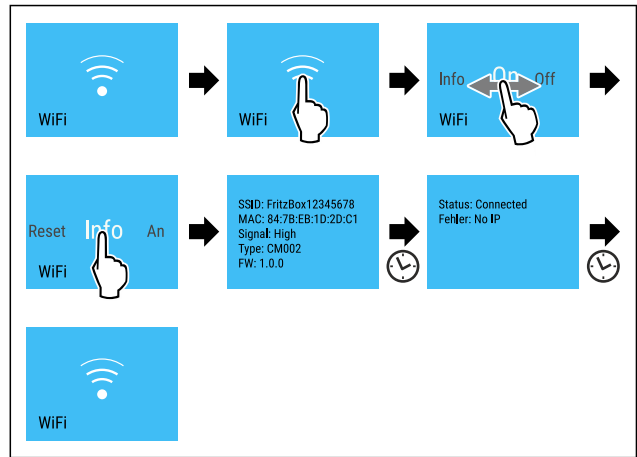 WiFi
WiFi
Info On Off
WiFi
Reset Info An
WiFi
SSID: FritzBox12345678
MAC: 84:7B:EB:1D:2D:C1
Signal: High
Type: CM002
FW: 1.0.0
Status: Connected
Fehler: No IP
WiFi